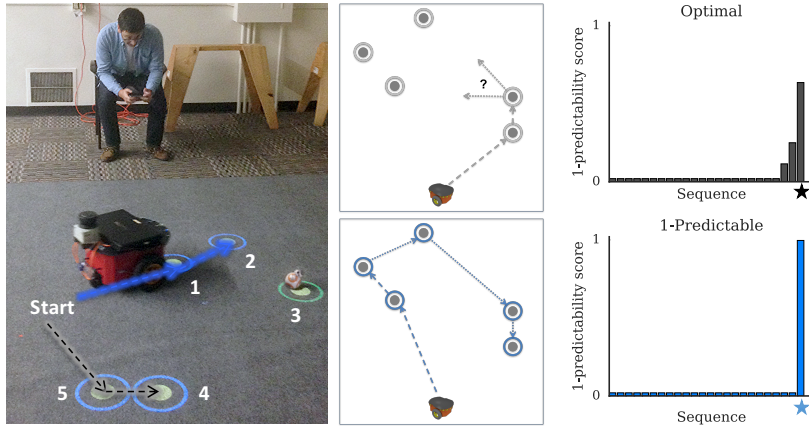 Start
1
2
3
4
5
?
Optimal
1-predictability score
1
0
Sequence
1-Predictable
1-predictability score
1
0
Sequence